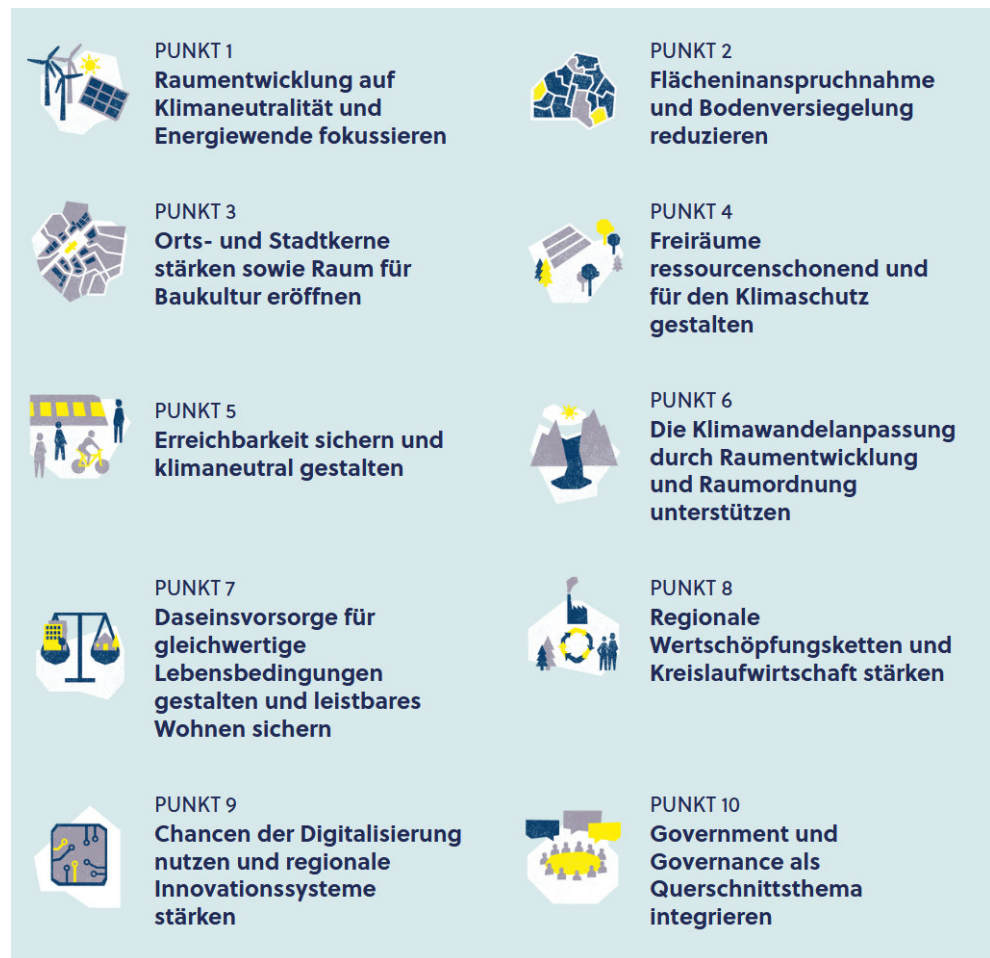 PUNKT 1
Raumentwicklung auf
Klimaneutralität und
Energiewende fokussieren
PUNKT 2
Flächeninanspruchnahme
und Bodenversiegelung
reduzieren
PUNKT 3
Orts- und Stadtkerne
stärken sowie Raum für
Baukultur eröffnen
PUNKT 4
Freiräume
ressourcenschonend und
für den Klimaschutz
gestalten
PUNKT 5
Erreichbarkeit sichern und
klimaneutral gestalten
PUNKT 6
Die Klimawandelanpassung
durch Raumentwicklung
und Raumordnung
unterstützen
PUNKT 7
Daseinsvorsorge für
gleichwertige
Lebensbedingungen
gestalten und leistbares
Wohnen sichern
PUNKT 8
Regionale
Wertschöpfungsketten und
Kreislaufwirtschaft stärken
PUNKT 9
Chancen der Digitalisierung
nutzen und regionale
Innovationssysteme
stärken
PUNKT 10
Government und
Governance als
Querschnittsthema
integrieren